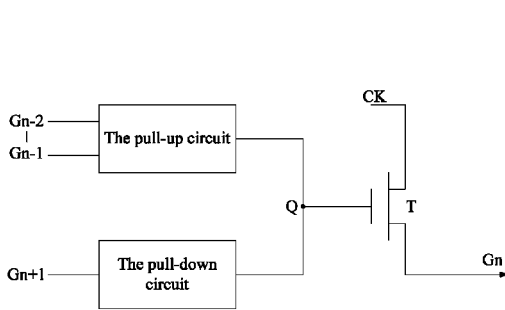 CK
Gn-2
Gn-1
The pull-up circuit
Q
T
Gn+1
The pull-down
circuit
Gn